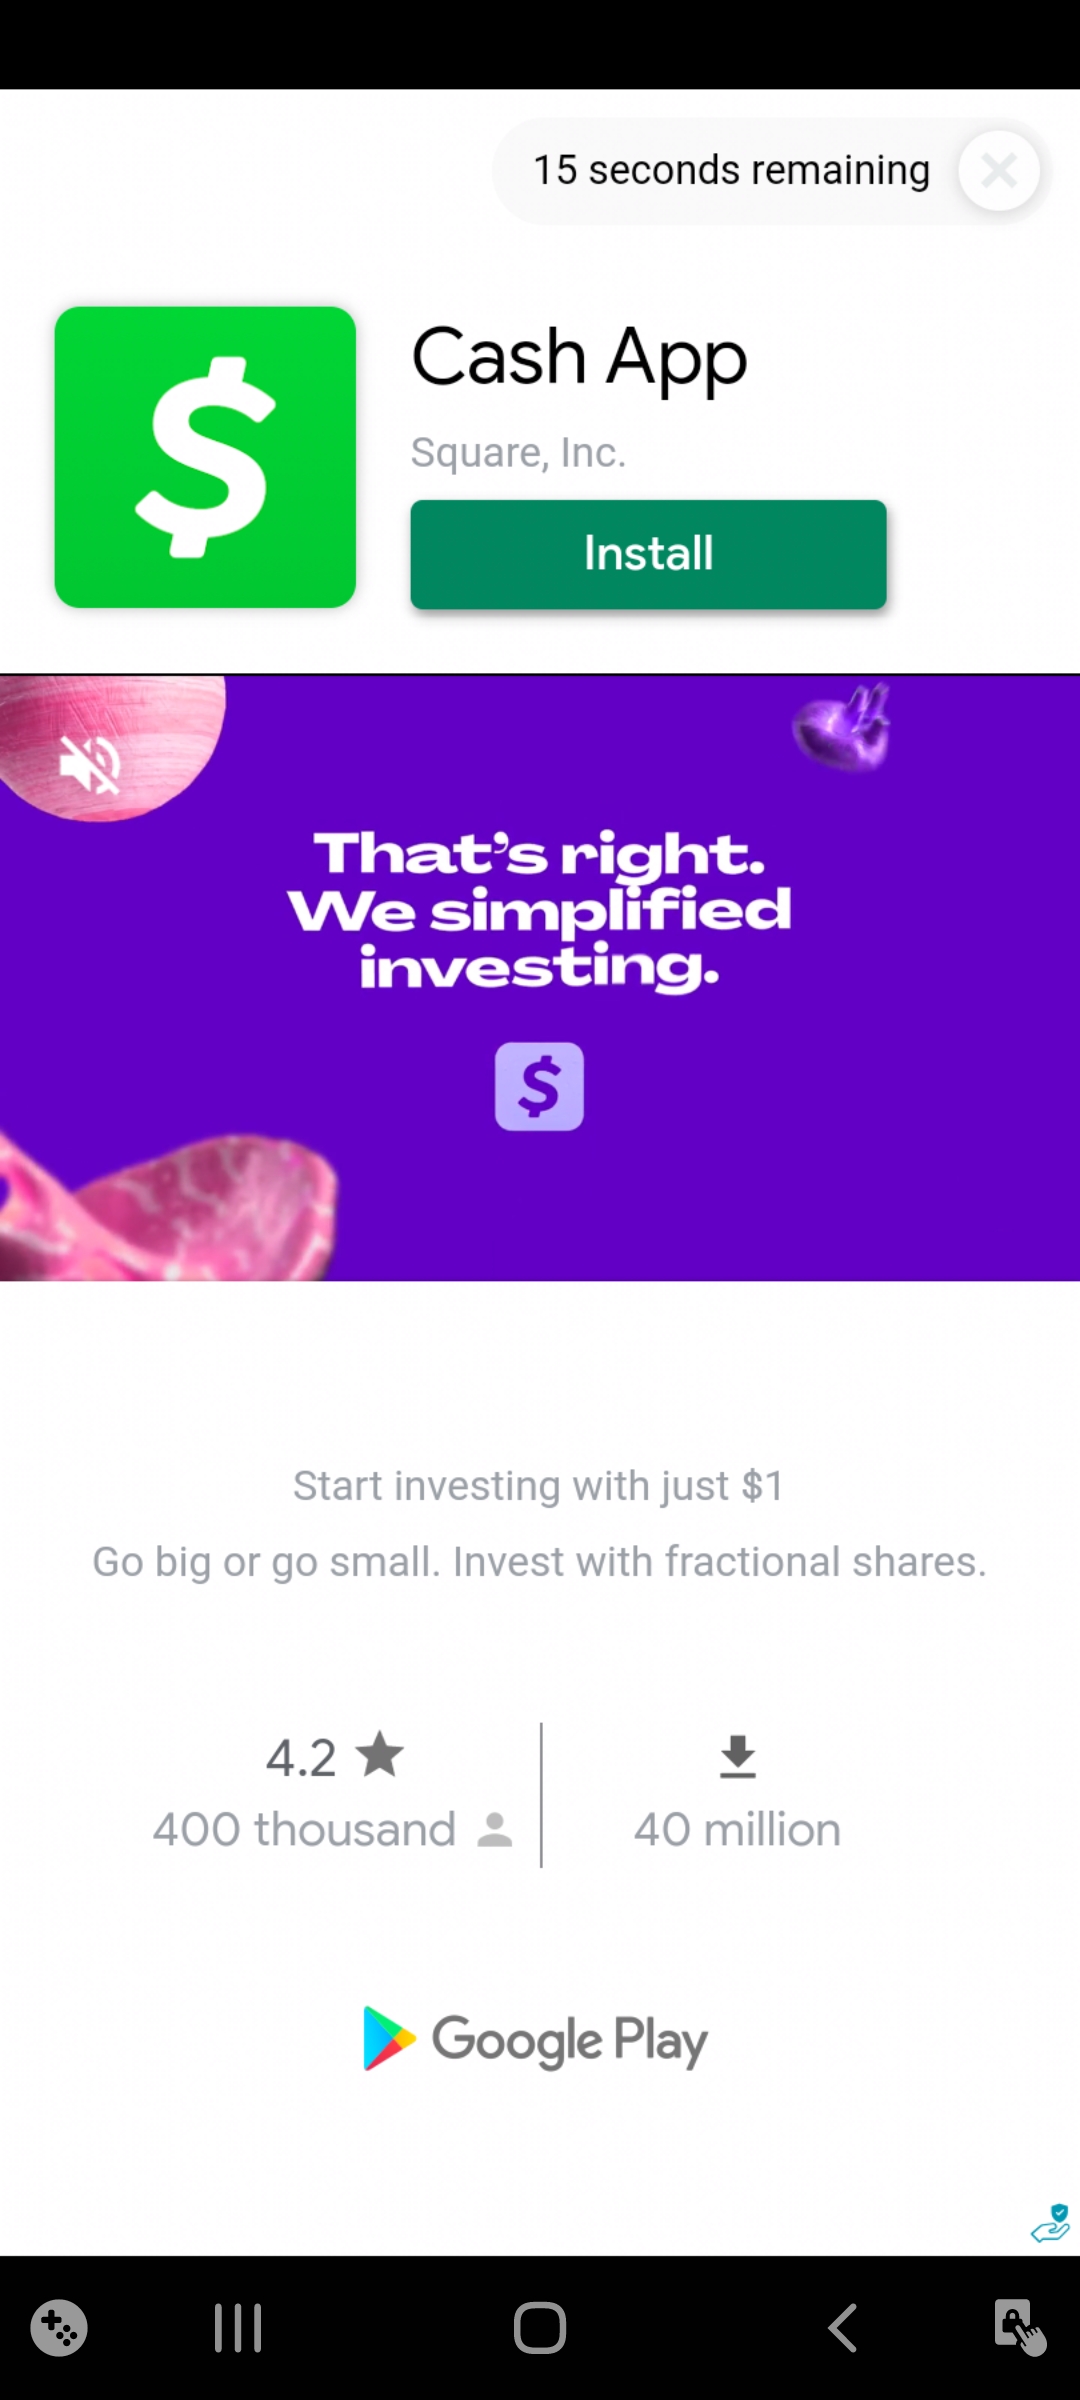 15 seconds remaining
Cash App
Square, Inc.
Install
That's right.
We simplified
investing.
$
Start investing with just $1
Go big or go small. Invest with fractional shares.
4.2
400 thousand
40 million
Google Play